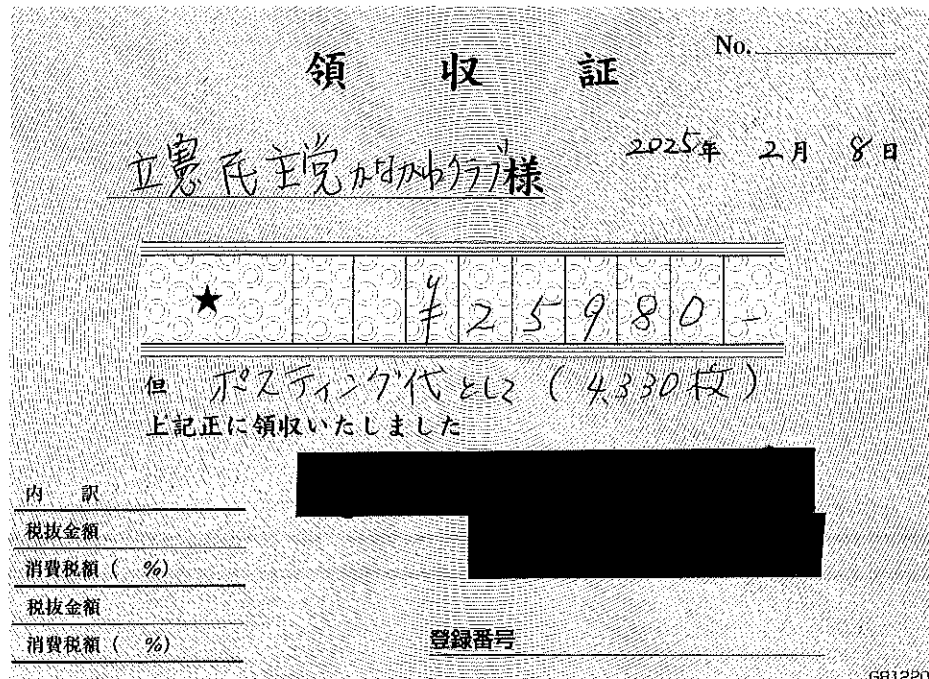 No.
領収証
2025年 2月 8日
立憲民主党かながわクラブ様
★ ¥25980-
但 ポスティング代として (4,330枚)
上記正に領収いたしました
内 訳
税抜金額
消費税額( %)
税抜金額
消費税額( %)
登録番号
GB1220